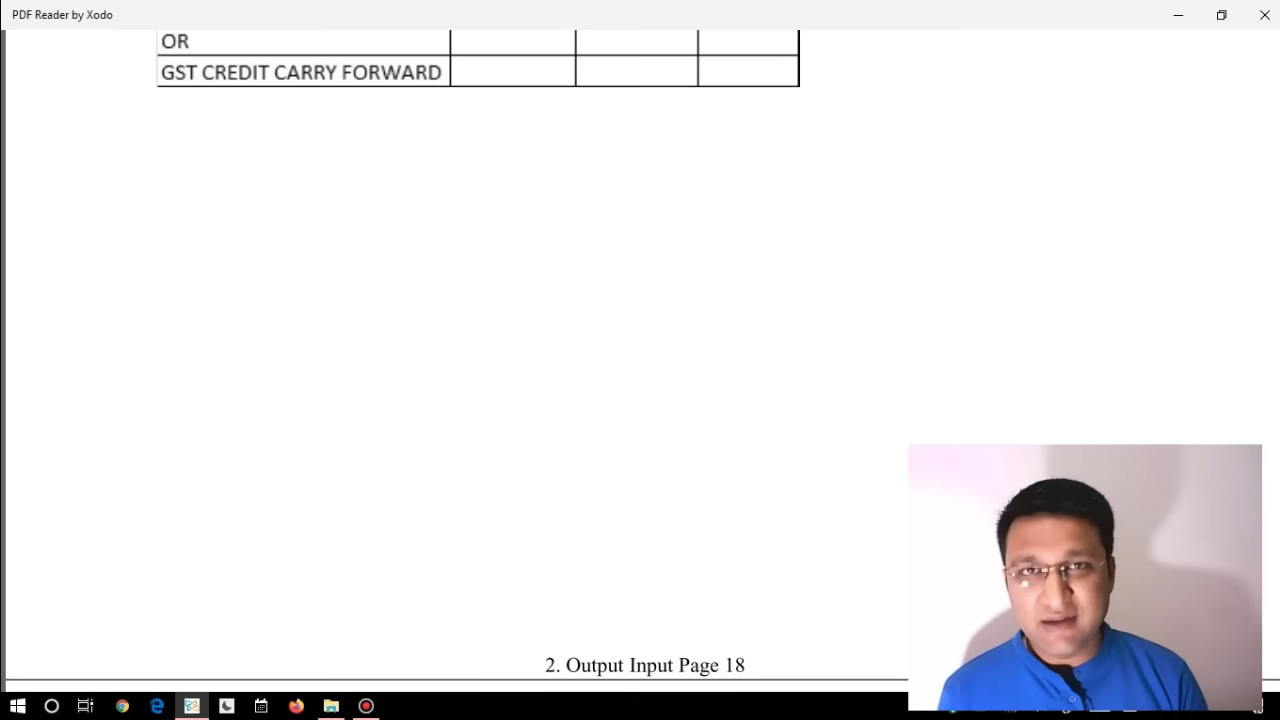 PDF Reader by Xodo
OR
GST CREDIT CARRY FORWARD
2. Output Input Page 18